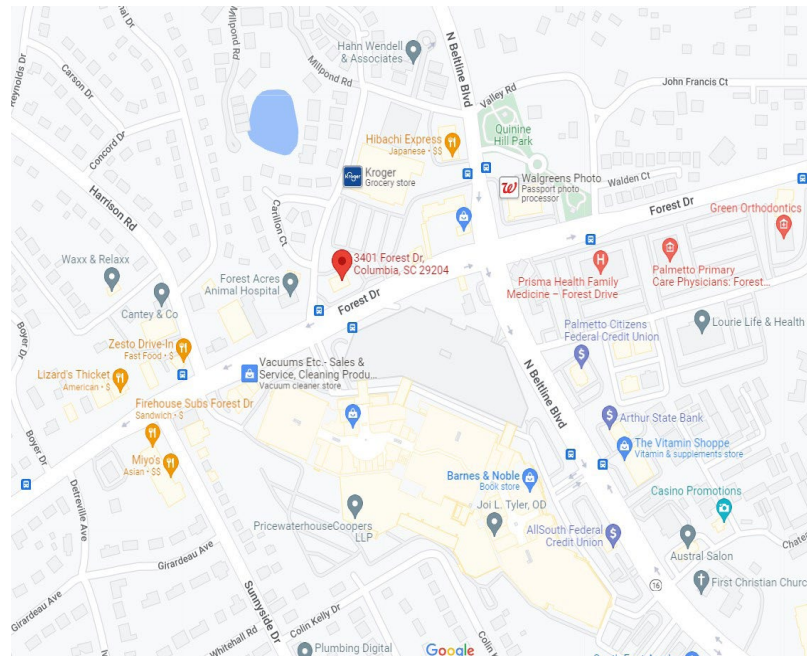 Hahn Wendell
& Associates
Millpond Rd
Millpond Rd
N Beltline Blvd
Reynolds Dr
Carson Dr
Concord Dr
Harrison Rd
Valley Rd
John Francis Ct
Quinine
Hill Park
Hibachi Express
Japanese • $$
Kroger
Kroger
Grocery store
Walgreens Photo
Passport photo
processor
Walden Ct
Carillon Ct
Forest Dr
Green Orthodontics
3401 Forest Dr,
Columbia, SC 29204
Waxx & Relaxx
Forest Acres
Animal Hospital
Forest Dr
Prisma Health Family
Medicine – Forest Drive
Palmetto Primary
Care Physicians: Forest...
Cantey & Co
Boyer Dr
Zesto Drive-In
Fast Food • $
Lizard's Thicket
American • $
Vacuums Etc.- Sales &
Service, Cleaning Produ...
Vacuum cleaner store
N Beltline Blvd
Palmetto Citizens
Federal Credit Union
Lourie Life & Health
Firehouse Subs Forest Dr
Sandwich • $
Boyer Dr
Miyo's
Asian • $$
Arthur State Bank
The Vitamin Shoppe
Vitamin & supplements store
Barnes & Noble
Book store
Detreville Ave
PricewaterhouseCoopers
LLP
Joi L. Tyler, OD
Casino Promotions
AllSouth Federal
Credit Union
Austral Salon
Girardeau Ave
Girardeau Ave
Sunnyside Dr
16
First Christian Churc
Colin Kelly Dr
Whitehall Rd
Plumbing Digital
Google